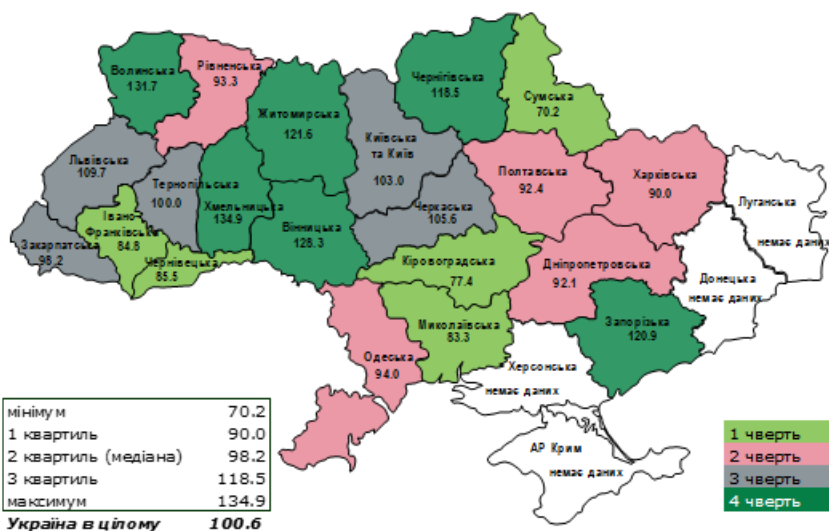 Волинська
131.7
Рівненська
93.3
Житомирська
121.6
Київська
та Київ
103.0
Чернігівська
118.5
Сумська
70.2
Львівська
109.7
Тернопільська
100.0
Хмельницька
134.9
Вінницька
128.3
Черкаська
105.6
Полтавська
92.4
Харківська
90.0
Луганська
немає даних
Закарпатська
98.2
Івано-
Франківська
84.8
Чернівецька
85.5
Кіровоградська
77.4
Дніпропетровська
92.1
Донецька
немає даних
Миколаївська
83.3
Запорізька
120.9
Одеська
94.0
Херсонська
немає даних
АР Крим
немає даних
мінімум 70.2
1 квартиль 90.0
2 квартиль (медіана) 98.2
3 квартиль 118.5
максимум 134.9
Україна в цілому 100.6
1 чверть
2 чверть
3 чверть
4 чверть